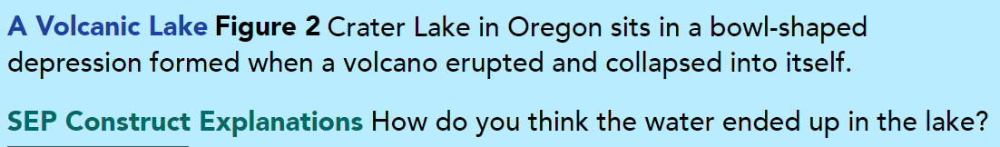 A Volcanic Lake Figure 2 Crater Lake in Oregon sits in a bowl-shaped
depression formed when a volcano erupted and collapsed into itself.
SEP Construct Explanations How do you think the water ended up in the lake?